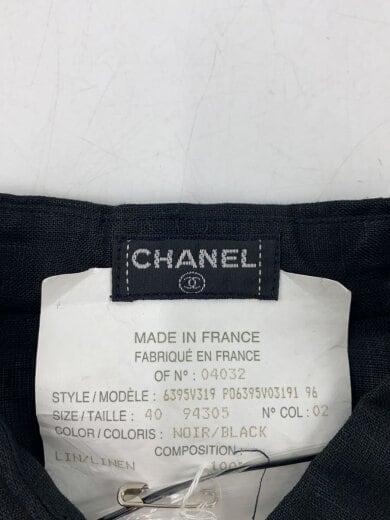 CHANEL
MADE IN FRANCE
FABRIQUÉ EN FRANCE
OF N° : 04032
STYLE / MODÈLE : 6395V319 P06395V03191 96
SIZE / TAILLE : 40 94305 N° COL : 02
COLOR / COLORIS : NOIR/BLACK
COMPOSITION :
LIN/LINEN